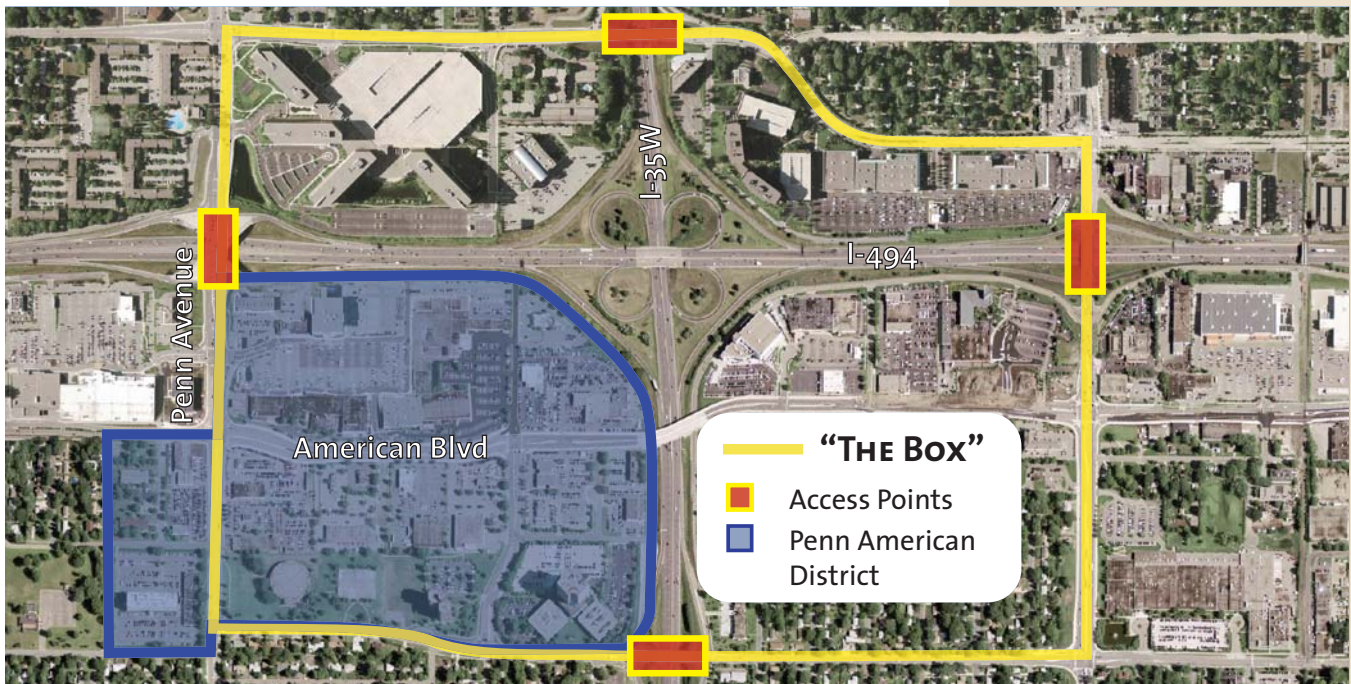 I-35W
I-494
Penn Avenue
American Blvd
“THE BOX”
Access Points
Penn American
District